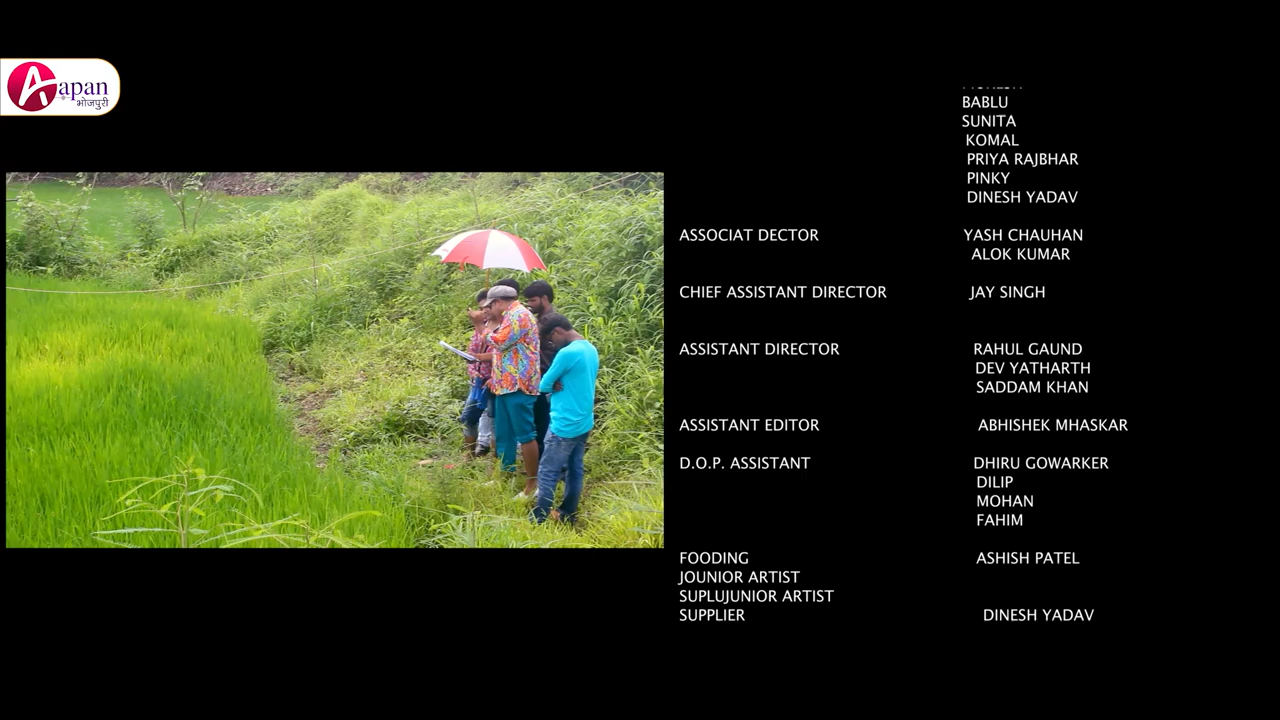 Aapan
भोजपुरी
BABLU
SUNITA
KOMAL
PRIYA RAJBHAR
PINKY
DINESH YADAV
ASSOCIAT DECTOR YASH CHAUHAN
ALOK KUMAR
CHIEF ASSISTANT DIRECTOR JAY SINGH
ASSISTANT DIRECTOR RAHUL GAUND
DEV YATHARTH
SADDAM KHAN
ASSISTANT EDITOR ABHISHEK MHASKAR
D.O.P. ASSISTANT DHIRU GOWARKER
DILIP
MOHAN
FAHIM
FOODING ASHISH PATEL
JOUNIOR ARTIST
SUPLUJUNIOR ARTIST
SUPPLIER DINESH YADAV